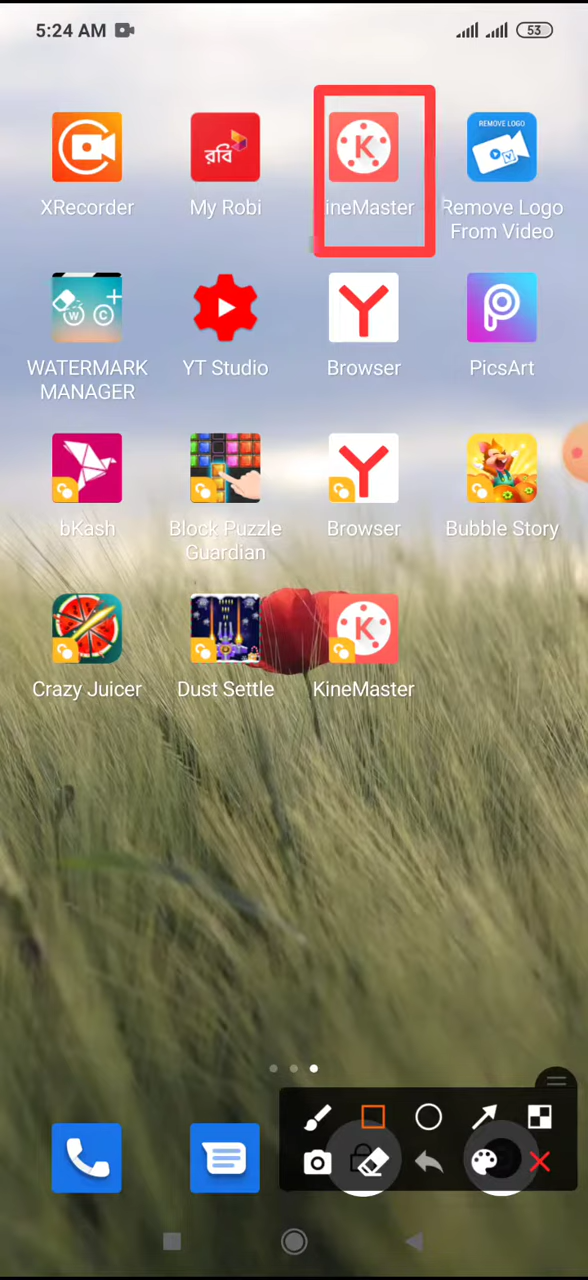 5:24 AM
53
REMOVE LOGO
রবি
K
XRecorder
My Robi
ineMaster
Remove Logo
From Video
W C
WATERMARK
MANAGER
YT Studio
Browser
PicsArt
bKash
Block Puzzle
Guardian
Browser
Bubble Story
K
Crazy Juicer
Dust Settle
KineMaster